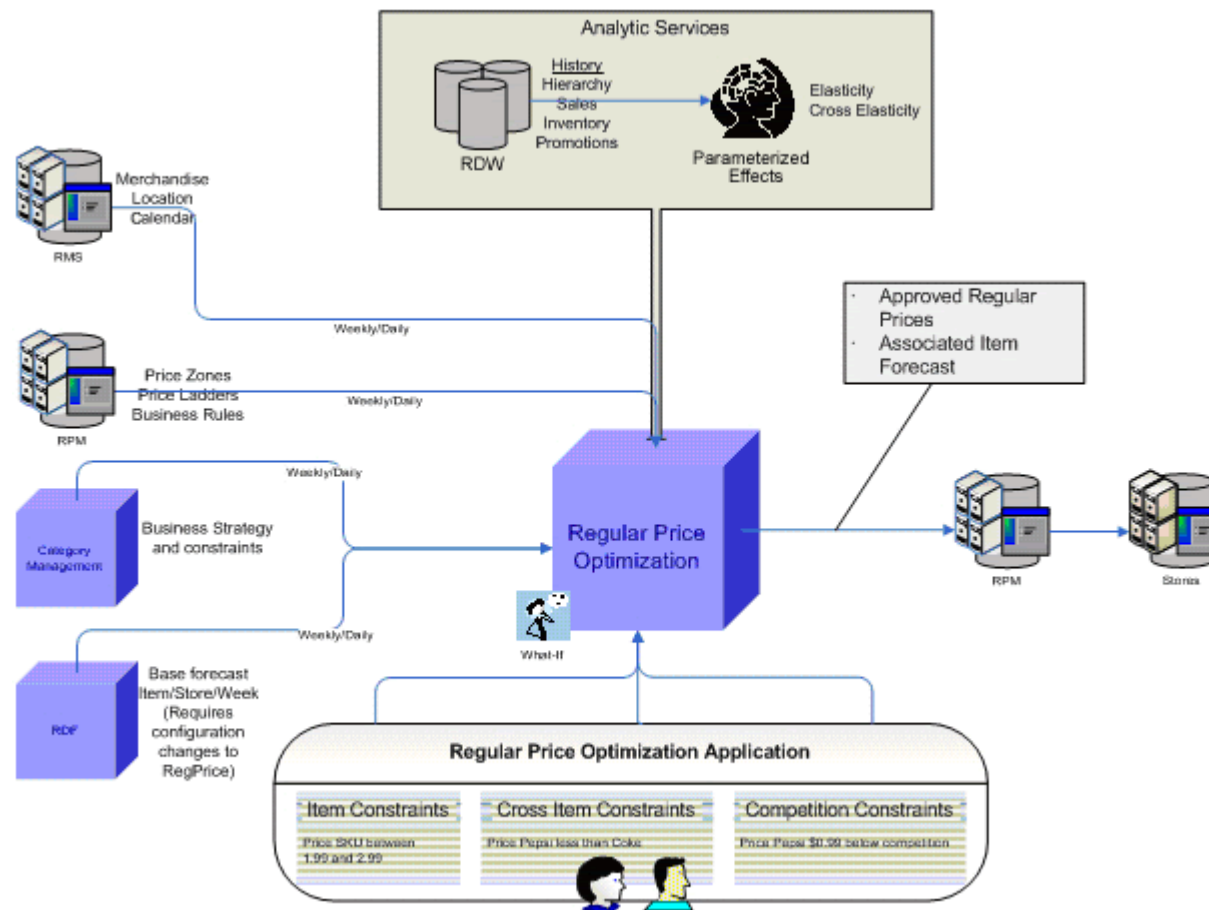 Analytic Services
History
Hierarchy
Sales
Inventory
Promotions
RDW
Elasticity
Cross Elasticity
Parameterized
Effects
Merchandise
Location
Calendar
RMS
Weekly/Daily
Price Zones
Price Ladders
Business Rules
RPM
Weekly/Daily
· Approved Regular
Prices
· Associated Item
Forecast
Weekly/Daily
Category
Management
Business Strategy
and constraints
Regular Price
Optimization
RPM
Stores
What-If
Weekly/Daily
RDF
Base forecast
Item/Store/Week
(Requires
configuration
changes to
RegPrice)
Regular Price Optimization Application
Item Constraints
Price SKU between
1.99 and 2.99
Cross Item Constraints
Price Pepsi less than Coke
Competition Constraints
Price Pepsi $0.99 below competition